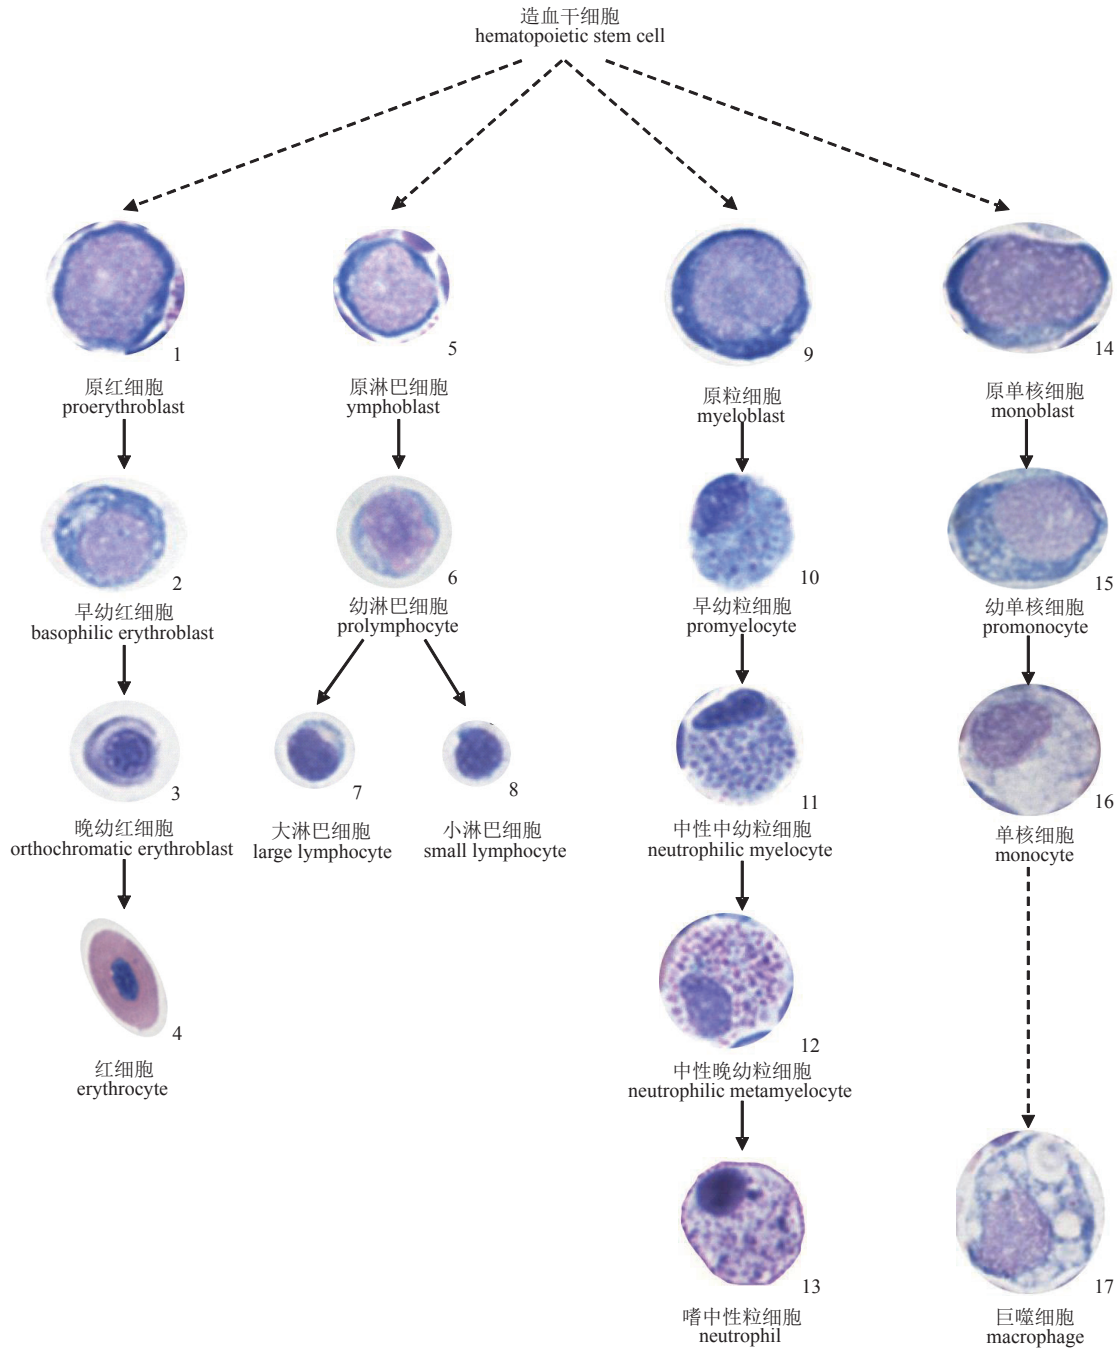 造血干细胞
hematopoietic stem cell
1
原红细胞
proerythroblast
5
原淋巴细胞
ymphoblast
9
原粒细胞
myeloblast
14
原单核细胞
monoblast
2
早幼红细胞
basophilic erythroblast
6
幼淋巴细胞
prolymphocyte
10
早幼粒细胞
promyelocyte
15
幼单核细胞
promonocyte
3
晚幼红细胞
orthochromatic erythroblast
7
大淋巴细胞
large lymphocyte
8
小淋巴细胞
small lymphocyte
11
中性中幼粒细胞
neutrophilic myelocyte
16
单核细胞
monocyte
4
红细胞
erythrocyte
12
中性晚幼粒细胞
neutrophilic metamyelocyte
13
嗜中性粒细胞
neutrophil
17
巨噬细胞
macrophage